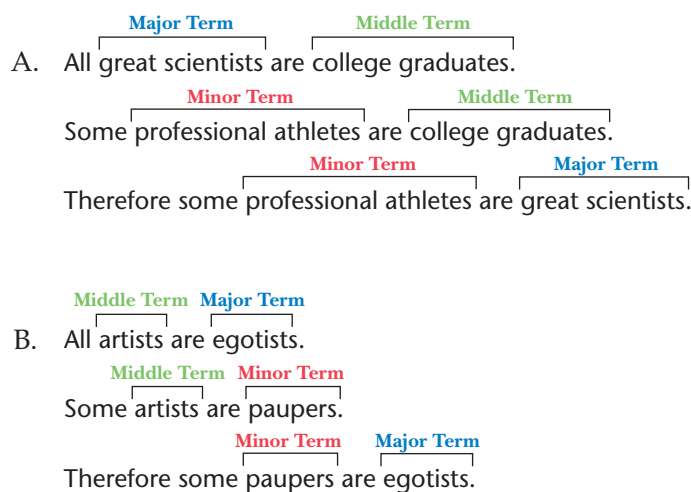 Major Term Middle Term
A. All great scientists are college graduates.
Minor Term Middle Term
Some professional athletes are college graduates.
Minor Term Major Term
Therefore some professional athletes are great scientists.
Middle Term Major Term
B. All artists are egotists.
Middle Term Minor Term
Some artists are paupers.
Minor Term Major Term
Therefore some paupers are egotists.